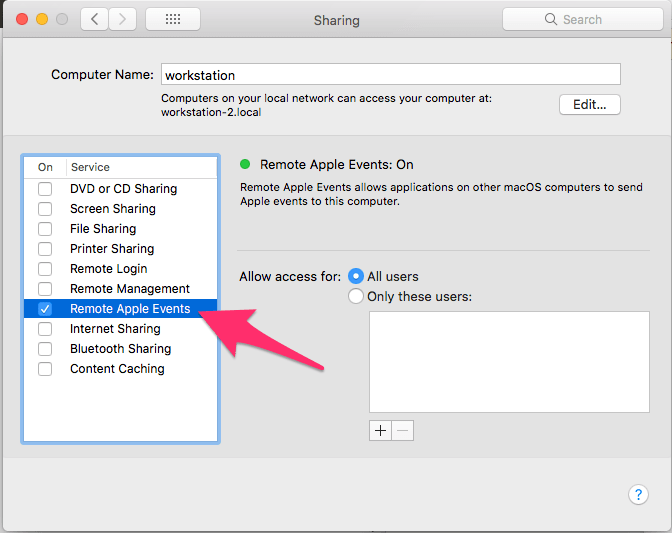 Sharing
Search
Computer Name: workstation
Computers on your local network can access your computer at:
workstation-2.local
Edit...
On Service
DVD or CD Sharing
Screen Sharing
File Sharing
Printer Sharing
Remote Login
Remote Management
Remote Apple Events
Internet Sharing
Bluetooth Sharing
Content Caching
Remote Apple Events: On
Remote Apple Events allows applications on other macOS computers to send
Apple events to this computer.
Allow access for: All users
Only these users:
+ −
?